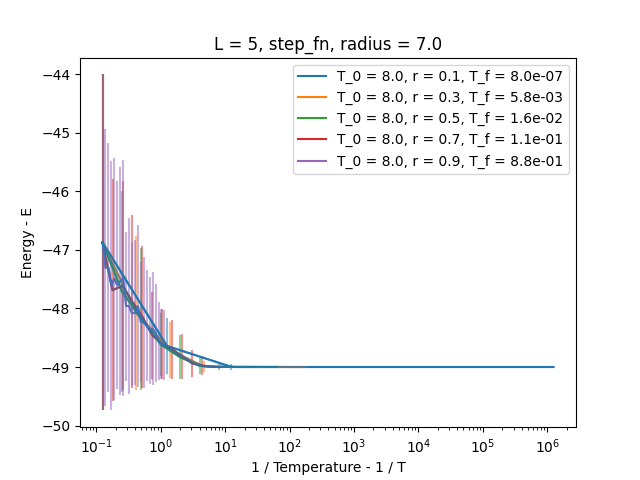 L = 5, step_fn, radius = 7.0
T_0 = 8.0, r = 0.1, T_f = 8.0e-07
T_0 = 8.0, r = 0.3, T_f = 5.8e-03
T_0 = 8.0, r = 0.5, T_f = 1.6e-02
T_0 = 8.0, r = 0.7, T_f = 1.1e-01
T_0 = 8.0, r = 0.9, T_f = 8.8e-01
Energy - E
−44
−45
−46
−47
−48
−49
−50
10⁻¹ 10⁰ 10¹ 10² 10³ 10⁴ 10⁵ 10⁶
1 / Temperature - 1 / T